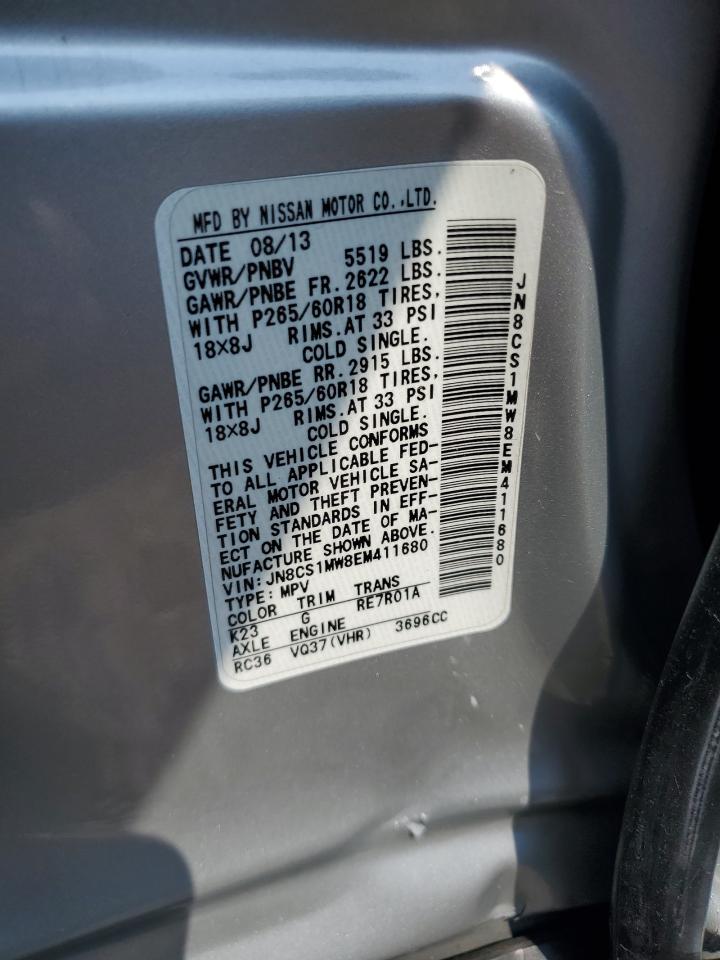 MFD BY NISSAN MOTOR CO.,LTD.
DATE 08/13
GVWR/PNBV 5519 LBS.
GAWR/PNBE FR.2622 LBS.
WITH P265/60R18 TIRES,
18×8J RIMS.AT 33 PSI
COLD SINGLE.
GAWR/PNBE RR.2915 LBS.
WITH P265/60R18 TIRES,
18×8J RIMS.AT 33 PSI
COLD SINGLE.
THIS VEHICLE CONFORMS
TO ALL APPLICABLE FED-
ERAL MOTOR VEHICLE SA-
FETY AND THEFT PREVEN-
TION STANDARDS IN EFF-
ECT ON THE DATE OF MA-
NUFACTURE SHOWN ABOVE.
VIN:JN8CS1MW8EM411680
TYPE:MPV
COLOR TRIM TRANS
K23 G RE7R01A
AXLE ENGINE
RC36 VQ37(VHR) 3696CC
JN8CS1MW8EM411680